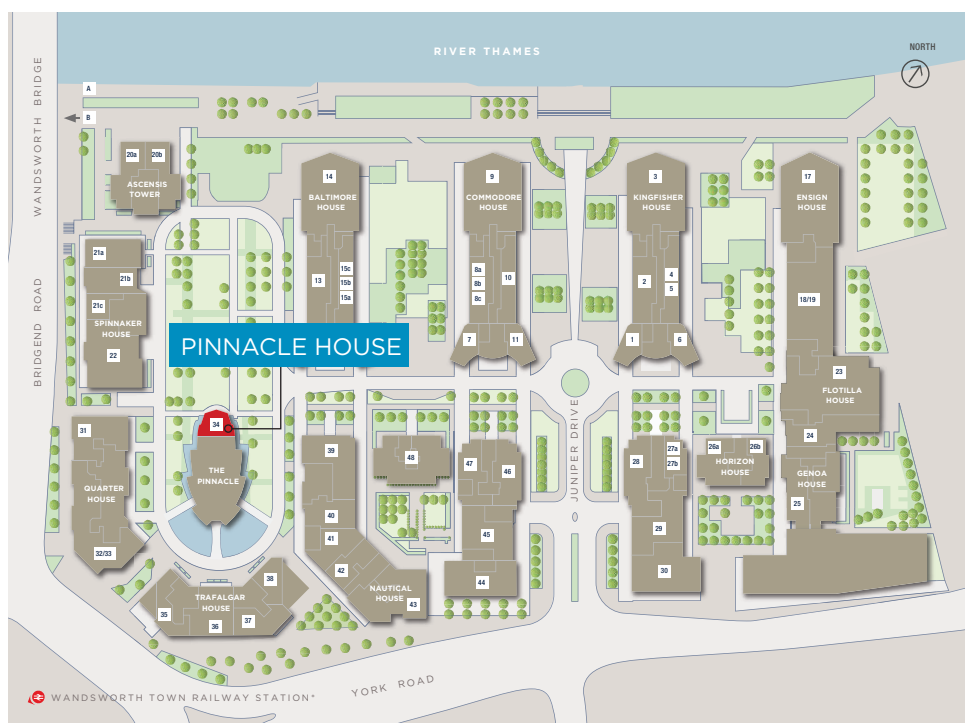 RIVER THAMES
NORTH
WANDSWORTH BRIDGE
A
B
20a
20b
ASCENSIS
TOWER
14
BALTIMORE
HOUSE
9
COMMODORE
HOUSE
3
KINGFISHER
HOUSE
17
ENSIGN
HOUSE
BRIDGEND ROAD
21a
21b
21c
SPINNAKER
HOUSE
22
13
15c
15b
15a
8a
8b
8c
10
2
4
5
18/19
7
11
1
6
PINNACLE HOUSE
23
FLOTILLA
HOUSE
JUNIPER DRIVE
34
THE
PINNACLE
31
QUARTER
HOUSE
32/33
39
40
41
42
NAUTICAL
HOUSE
43
48
47
46
45
44
28
27a
27b
29
30
26a
26b
HORIZON
HOUSE
24
GENOA
HOUSE
25
38
TRAFALGAR
HOUSE
35
36
37
YORK ROAD
WANDSWORTH TOWN RAILWAY STATION*